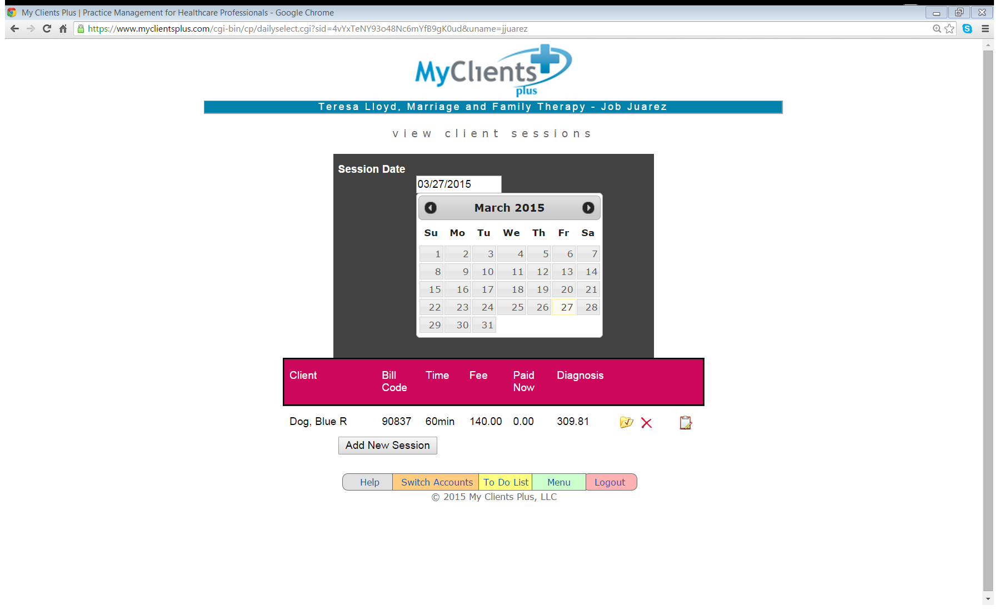 My Clients Plus | Practice Management for Healthcare Professionals - Google Chrome
https://www.myclientsplus.com/cgi-bin/cp/dailyselect.cgi?sid=4vYxTeNY93o48Nc6mYfB9gK0ud&uname=jjuarez
MyClients
plus
Teresa Lloyd, Marriage and Family Therapy - Job Juarez
view client sessions
Session Date
03/27/2015
March 2015
Su Mo Tu We Th Fr Sa
1 2 3 4 5 6 7
8 9 10 11 12 13 14
15 16 17 18 19 20 21
22 23 24 25 26 27 28
29 30 31
Client Bill Code Time Fee Paid Now Diagnosis
Dog, Blue R 90837 60min 140.00 0.00 309.81
Add New Session
Help Switch Accounts To Do List Menu Logout
© 2015 My Clients Plus, LLC